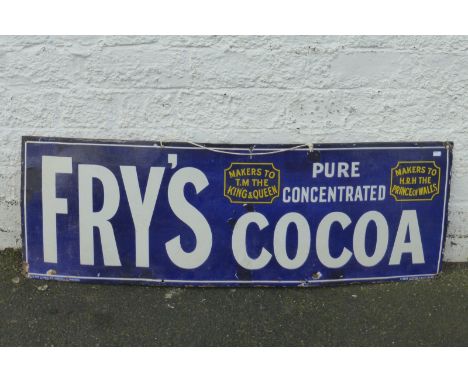 FRY'S
MAKERS TO
T.M THE
KING & QUEEN
PURE
CONCENTRATED
COCOA
MAKERS TO
H.R.H THE
PRINCE OF WALES